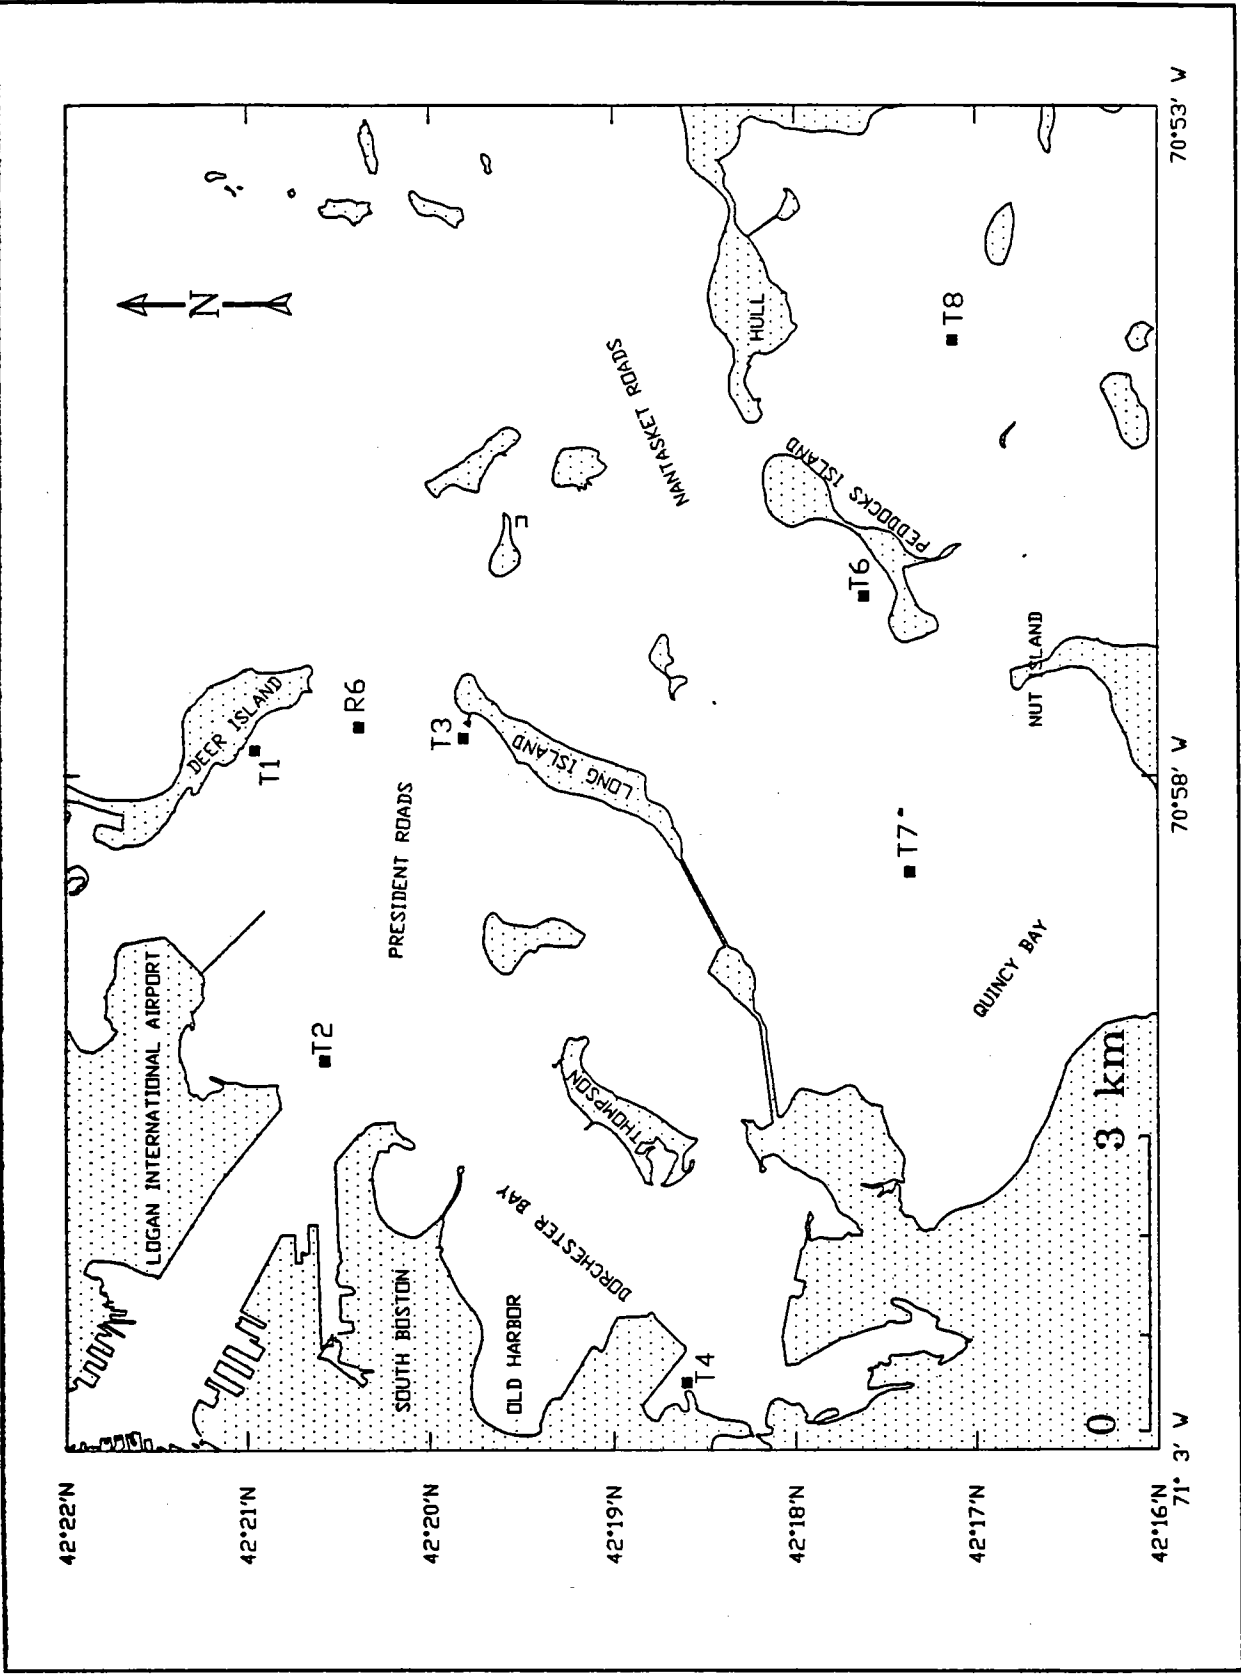 42°22'N
42°21'N
42°20'N
42°19'N
42°18'N
42°17'N
42°16'N
71° 3' W
70°58' W
70°53' W
N
LOGAN INTERNATIONAL AIRPORT
DEER ISLAND
T1
R6
T2
PRESIDENT ROADS
T3
LONG ISLAND
SOUTH BOSTON
OLD HARBOR
DORCHESTER BAY
THOMPSON
T4
NANTASKET ROADS
HULL
PEDDOCKS ISLAND
T6
T8
T7
QUINCY BAY
NUT ISLAND
0
3 km